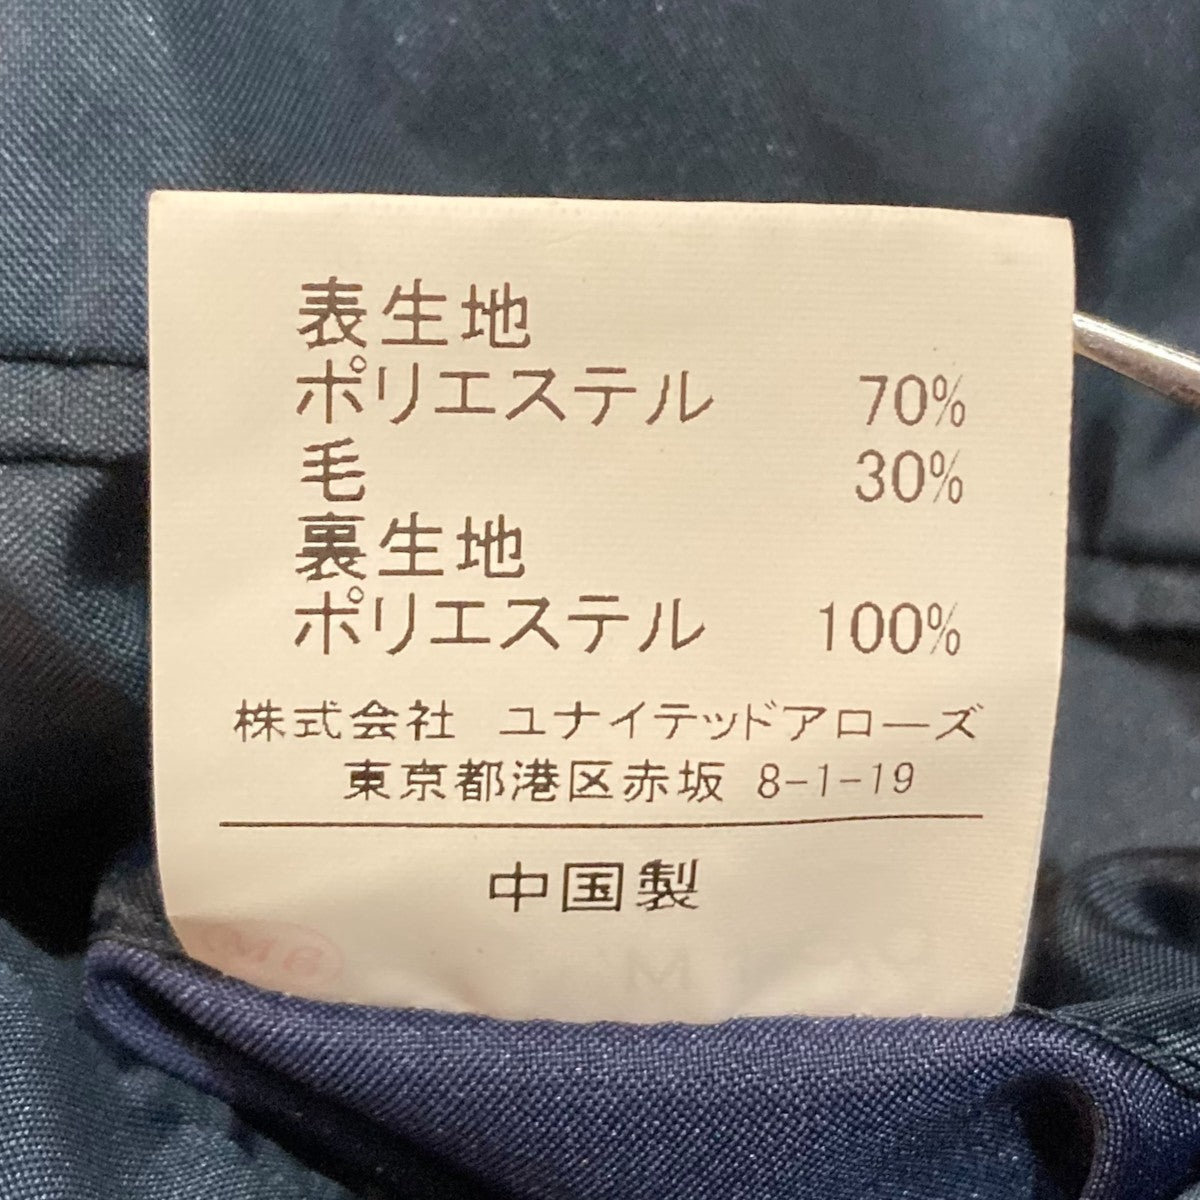 表生地
ポリエステル 70%
毛 30%
裏生地
ポリエステル 100%
株式会社 ユナイテッドアローズ
東京都港区赤坂 8-1-19
中国製